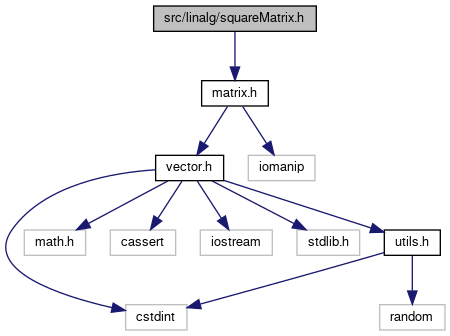 src/linalg/squareMatrix.h
matrix.h
vector.h
iomanip
math.h
cassert
iostream
stdlib.h
utils.h
cstdint
random